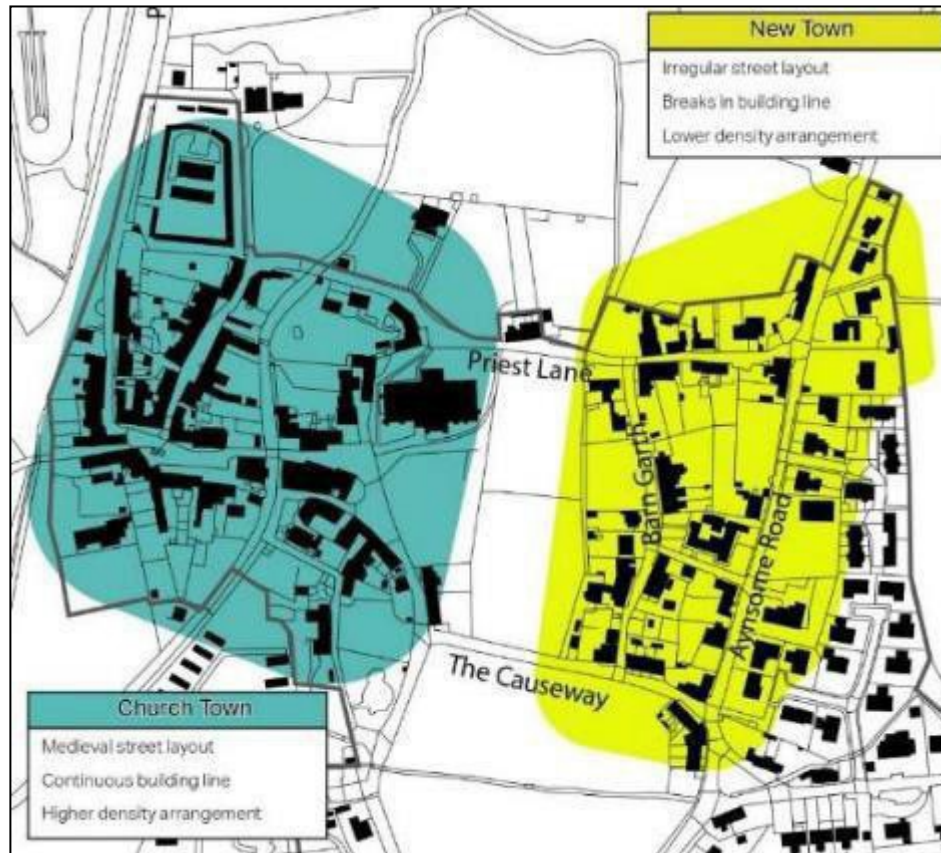 P
New Town
Irregular street layout
Breaks in building line
Lower density arrangement
Priest Lane
Barn Garth
Aynsome Road
The Causeway
Church Town
Medieval street layout
Continuous building line
Higher density arrangement